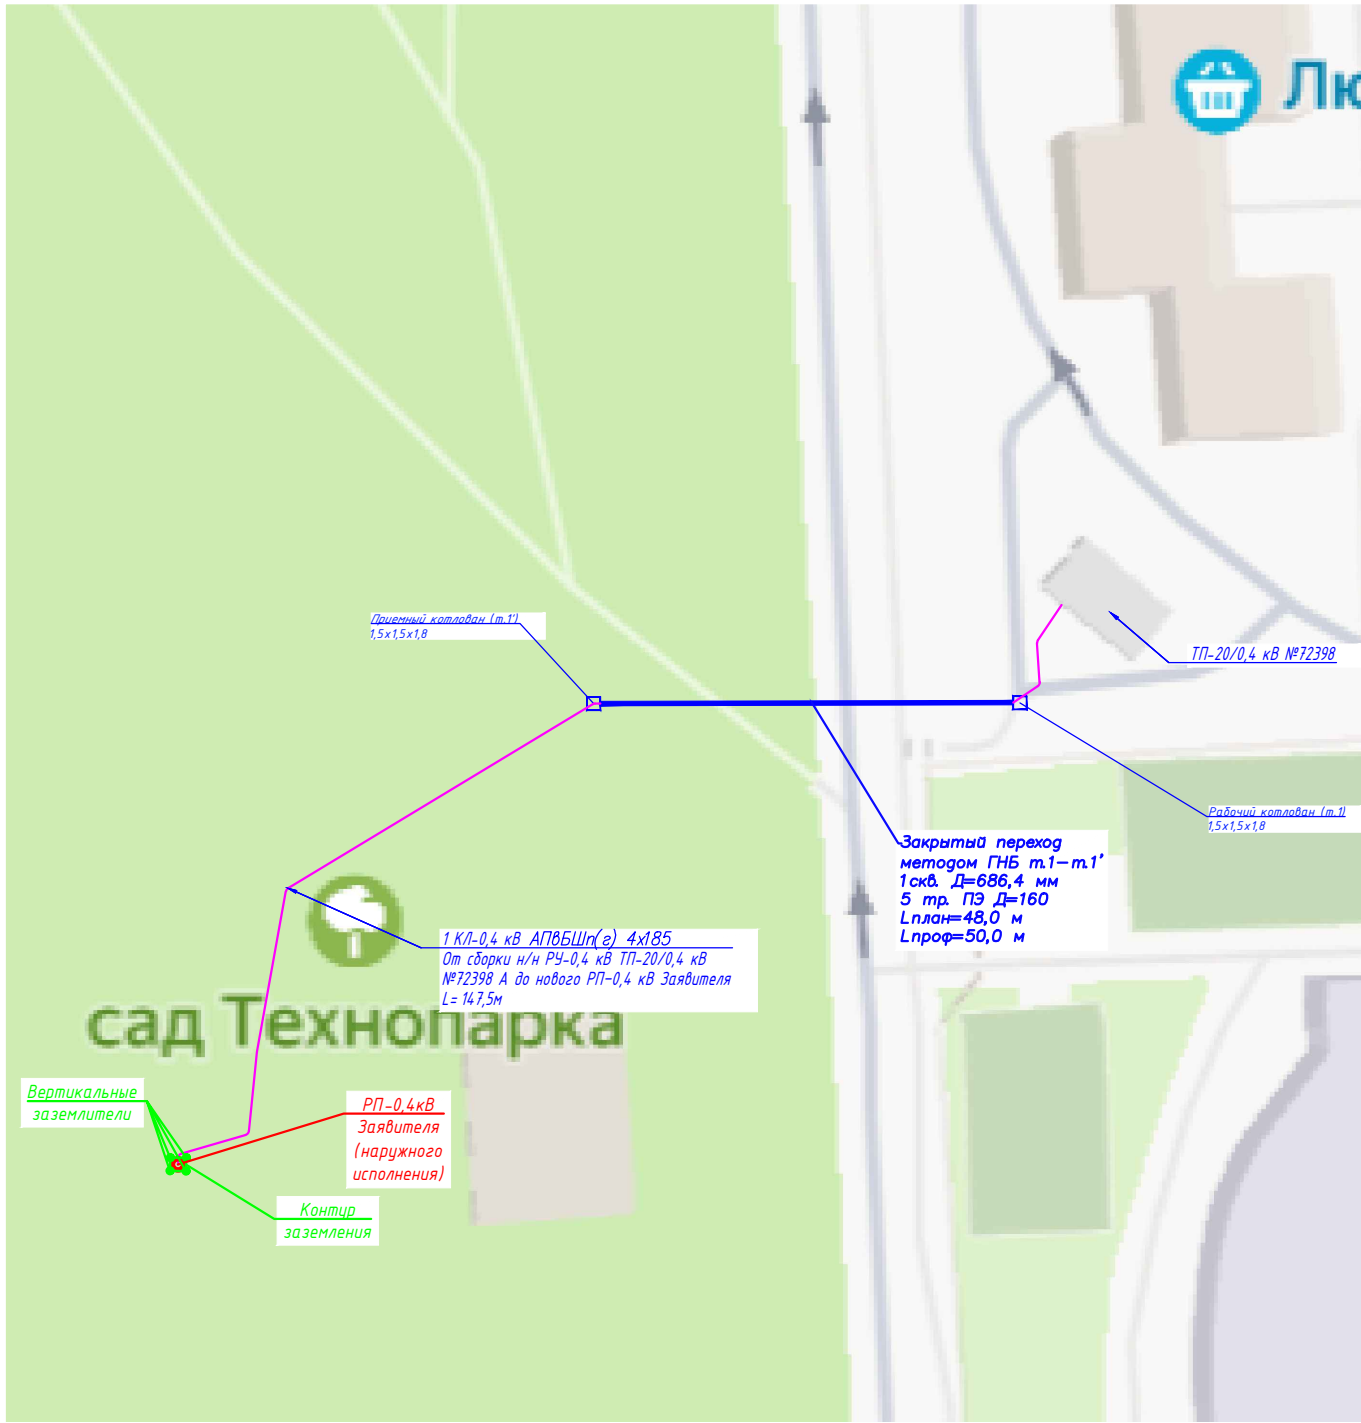 Лю
Приемный котлован (т.1')
1,5х1,5х1,8
ТП-20/0,4 кВ №72398
Рабочий котлован (т.1)
1,5х1,5х1,8
Закрытый переход
методом ГНБ т.1-т.1'
1скв. Д=686,4 мм
5 тр. ПЭ Д=160
Lплан=48,0 м
Lпроф=50,0 м
1 КЛ-0,4 кВ АПвБШп(г) 4х185
От сборки н/н РУ-0,4 кВ ТП-20/0,4 кВ
№72398 А до нового РП-0,4 кВ Заявителя
L= 147,5м
сад Технопарка
Вертикальные
заземлители
РП-0,4кВ
Заявителя
(наружного
исполнения)
Контур
заземления